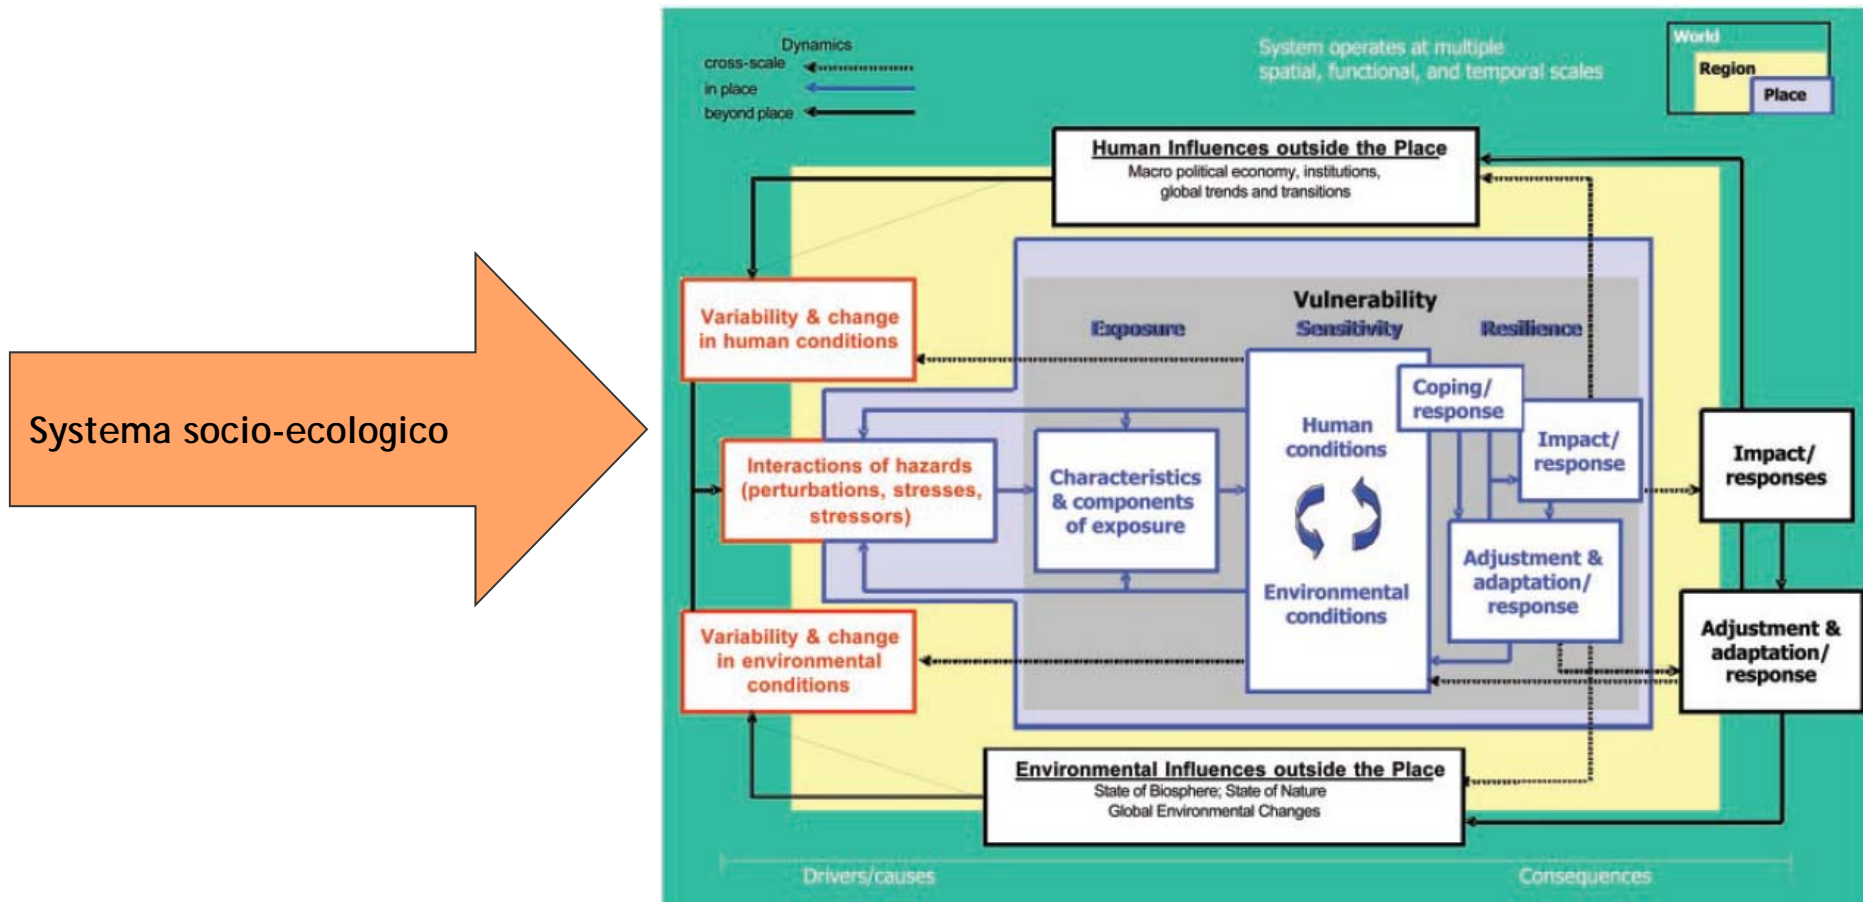 Systema socio-ecologico
Dynamics
cross-scale
in place
beyond place
System operates at multiple
spatial, functional, and temporal scales
World
Region
Place
Human Influences outside the Place
Macro political economy, institutions,
global trends and transitions
Variability & change
in human conditions
Vulnerability
Exposure
Sensitivity
Resilience
Interactions of hazards
(perturbations, stresses,
stressors)
Characteristics
& components
of exposure
Human
conditions
Environmental
conditions
Coping/
response
Impact/
response
Adjustment &
adaptation/
response
Impact/
responses
Adjustment &
adaptation/
response
Variability & change
in environmental
conditions
Environmental Influences outside the Place
State of Biosphere; State of Nature
Global Environmental Changes
Drivers/causes
Consequences